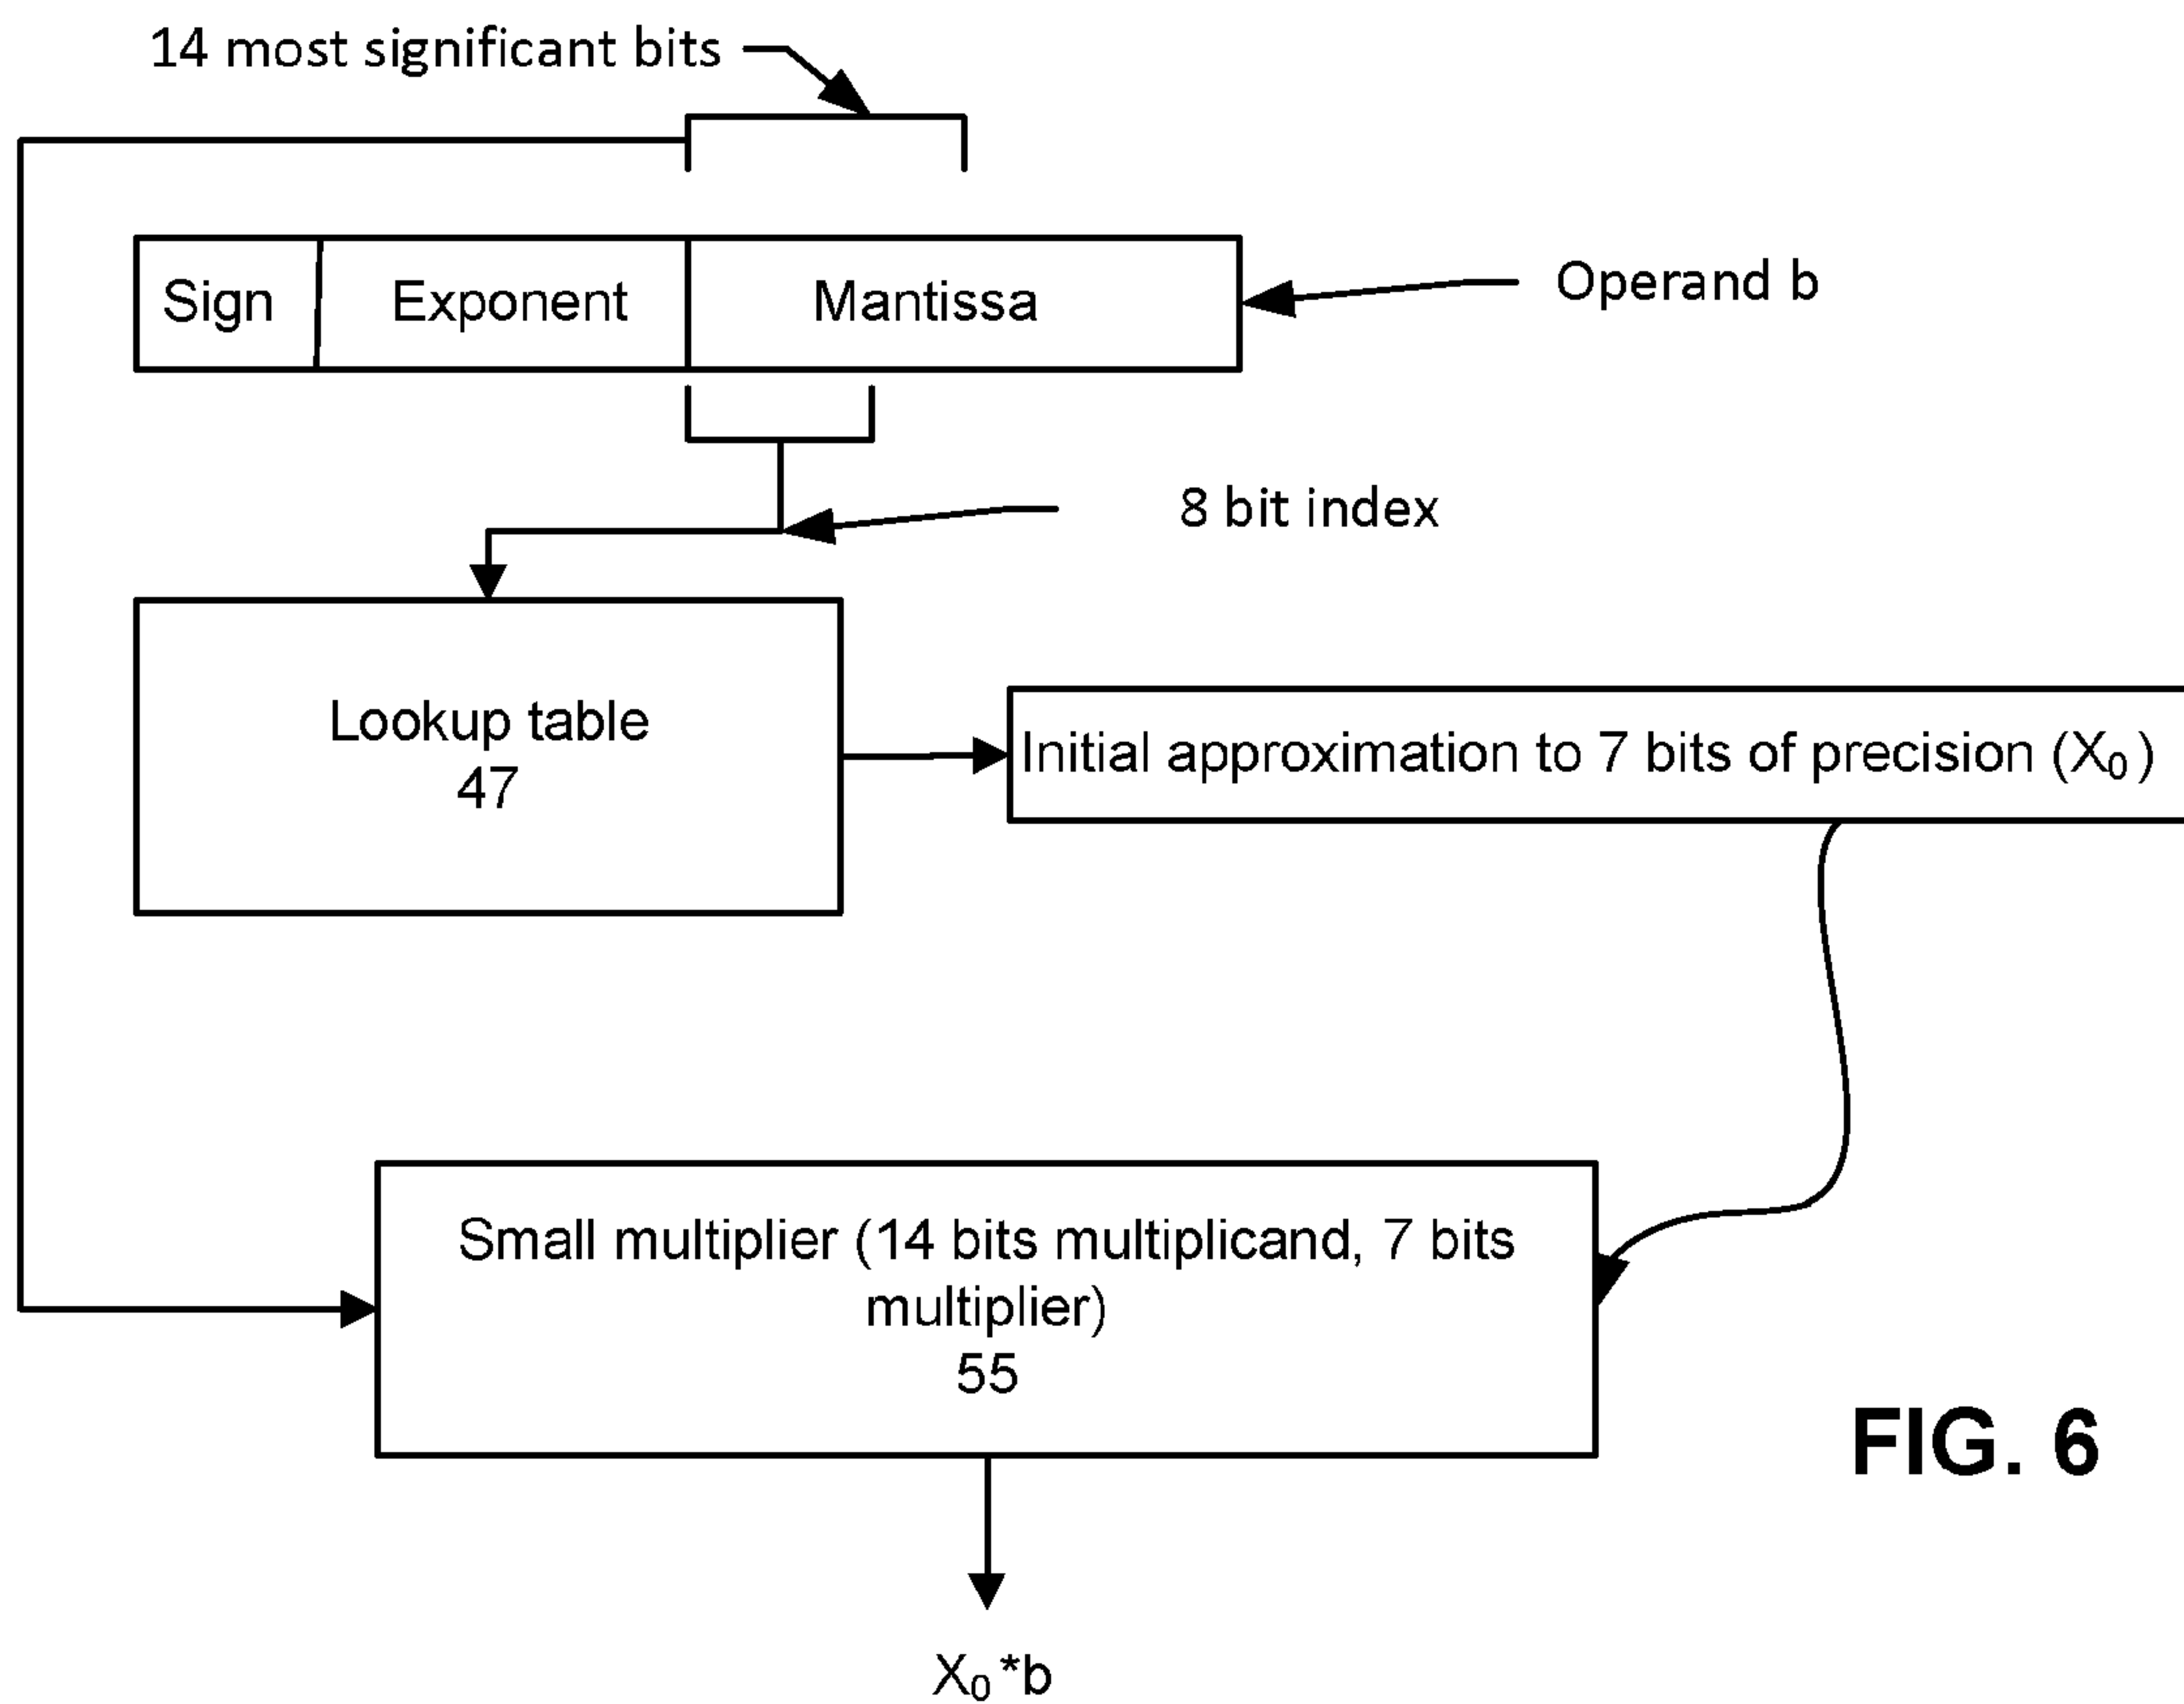 14 most significant bits
Sign
Exponent
Mantissa
Operand b
8 bit index
Lookup table
47
Initial approximation to 7 bits of precision (X₀ )
Small multiplier (14 bits multiplicand, 7 bits
multiplier)
55
FIG. 6
X₀ *b